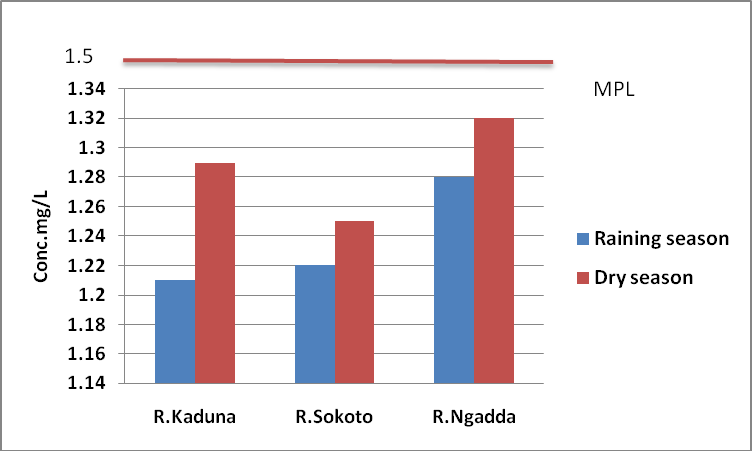 1.5
MPL
1.34
1.32
1.3
1.28
1.26
1.24
1.22
1.2
1.18
1.16
1.14
Conc.mg/L
R.Kaduna
R.Sokoto
R.Ngadda
Raining season
Dry season